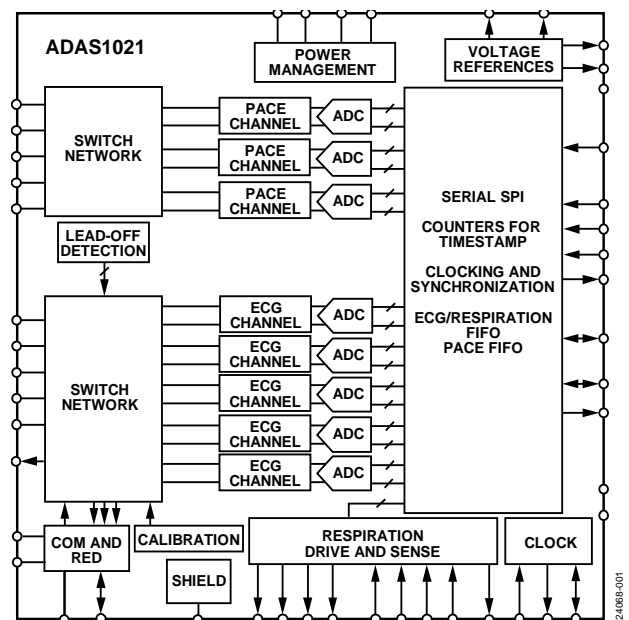 ADAS1021
POWER
MANAGEMENT
VOLTAGE
REFERENCES
SWITCH
NETWORK
PACE
CHANNEL
ADC
PACE
CHANNEL
ADC
PACE
CHANNEL
ADC
LEAD-OFF
DETECTION
SERIAL SPI
COUNTERS FOR
TIMESTAMP
CLOCKING AND
SYNCHRONIZATION
ECG/RESPIRATION
FIFO
PACE FIFO
SWITCH
NETWORK
ECG
CHANNEL
ADC
ECG
CHANNEL
ADC
ECG
CHANNEL
ADC
ECG
CHANNEL
ADC
ECG
CHANNEL
ADC
COM AND
RED
CALIBRATION
SHIELD
RESPIRATION
DRIVE AND SENSE
CLOCK
24068-001